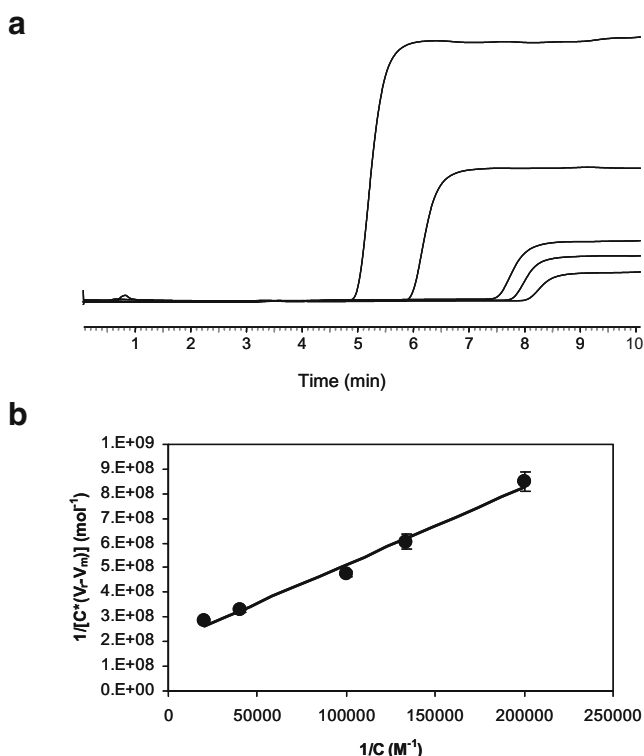 a
1 2 3 4 5 6 7 8 9 10
Time (min)
b
1/[C*(Vr-Vm)] (mol-1)
1.E+09
9.E+08
8.E+08
7.E+08
6.E+08
5.E+08
4.E+08
3.E+08
2.E+08
1.E+08
0.E+00
0 50000 100000 150000 200000 250000
1/C (M-1)